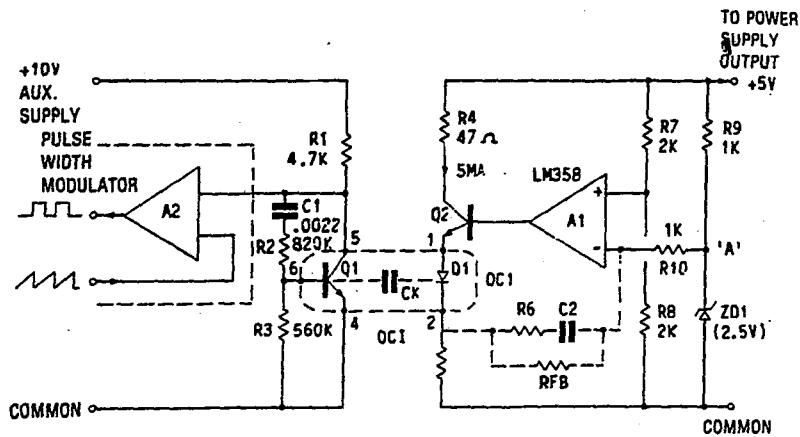 TO POWER
SUPPLY
OUTPUT
+5V
+10V
AUX.
SUPPLY
PULSE
WIDTH
MODULATOR
R1
4.7K
R4
47 Ω
5MA
LM358
R7
2K
R9
1K
A2
C1
.0022
R2
820K
5
Q2
1
+
A1
-
1K
R10
'A'
6
Q1
CK
D1
OC1
R3
560K
4
OCI
2
R6
C2
RFB
R8
2K
ZD1
(2.5V)
COMMON
COMMON